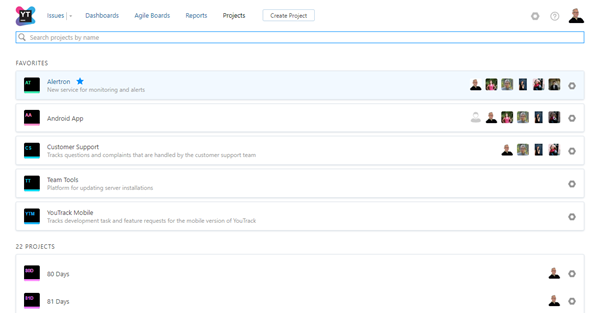 YT
Issues
Dashboards
Agile Boards
Reports
Projects
Create Project
Search projects by name
FAVORITES
AT
Alertron
New service for monitoring and alerts
AA
Android App
CS
Customer Support
Tracks questions and complaints that are handled by the customer support team
TT
Team Tools
Platform for updating server installations
YTM
YouTrack Mobile
Tracks development task and feature requests for the mobile version of YouTrack
22 PROJECTS
80 Days
81 Days